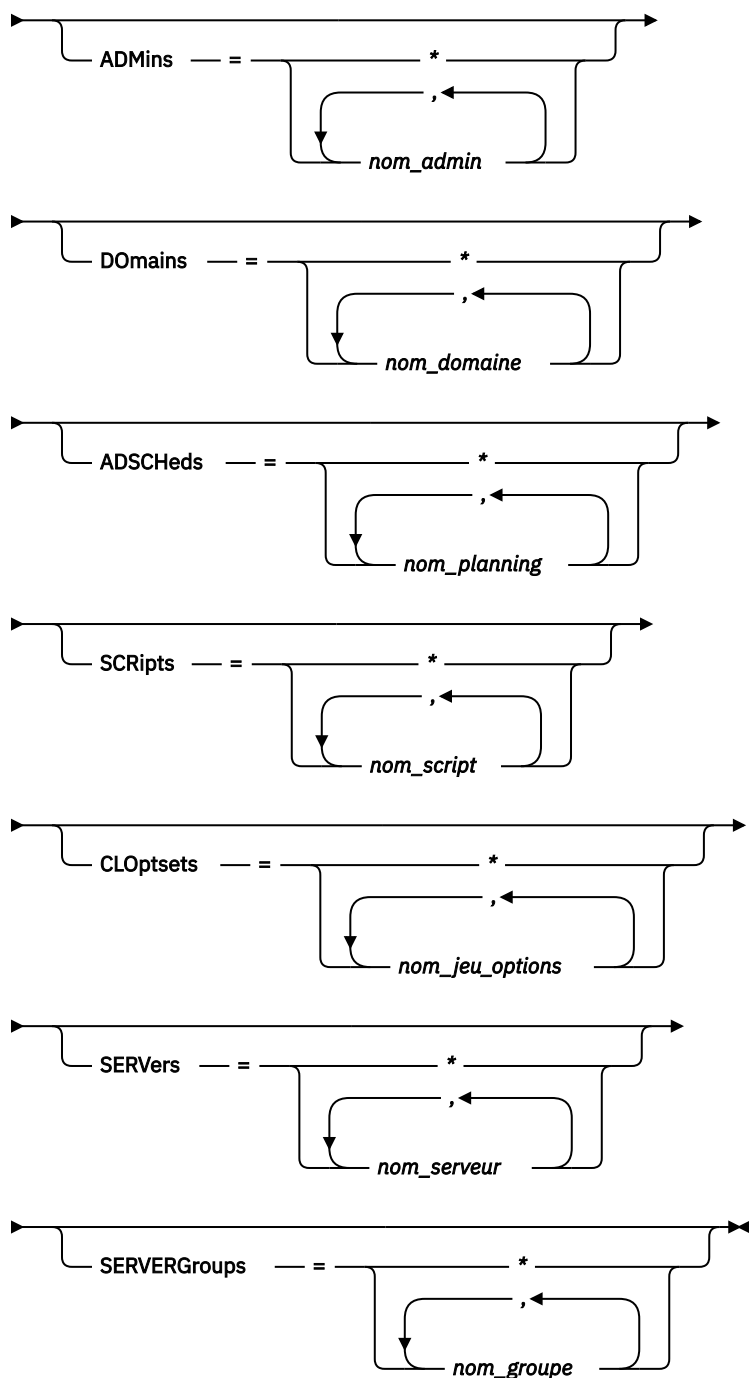 ADMins = *
,
nom_admin
DOmains = *
,
nom_domaine
ADSCHeds = *
,
nom_planning
SCRipts = *
,
nom_script
CLOptsets = *
,
nom_jeu_options
SERVers = *
,
nom_serveur
SERVERGroups = *
,
nom_groupe